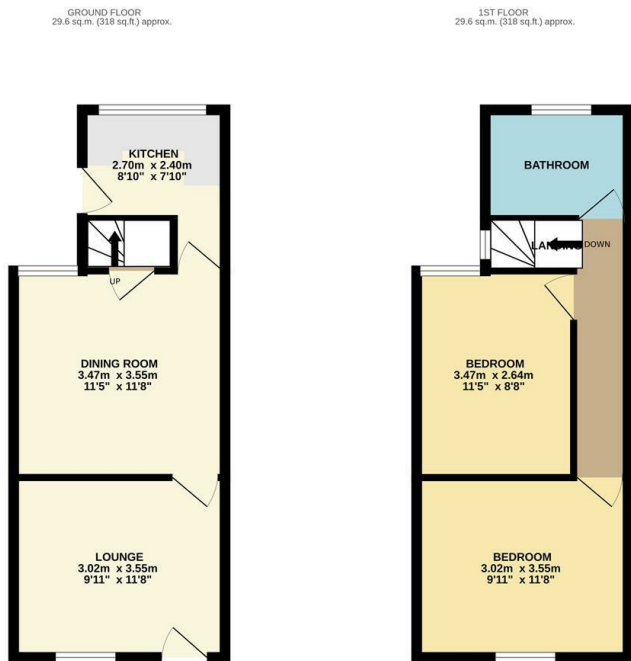 GROUND FLOOR
29.6 sq.m. (318 sq.ft.) approx.
KITCHEN
2.70m x 2.40m
8'10" x 7'10"
UP
DINING ROOM
3.47m x 3.55m
11'5" x 11'8"
LOUNGE
3.02m x 3.55m
9'11" x 11'8"
1ST FLOOR
29.6 sq.m. (318 sq.ft.) approx.
BATHROOM
LANDING
DOWN
BEDROOM
3.47m x 2.64m
11'5" x 8'8"
BEDROOM
3.02m x 3.55m
9'11" x 11'8"